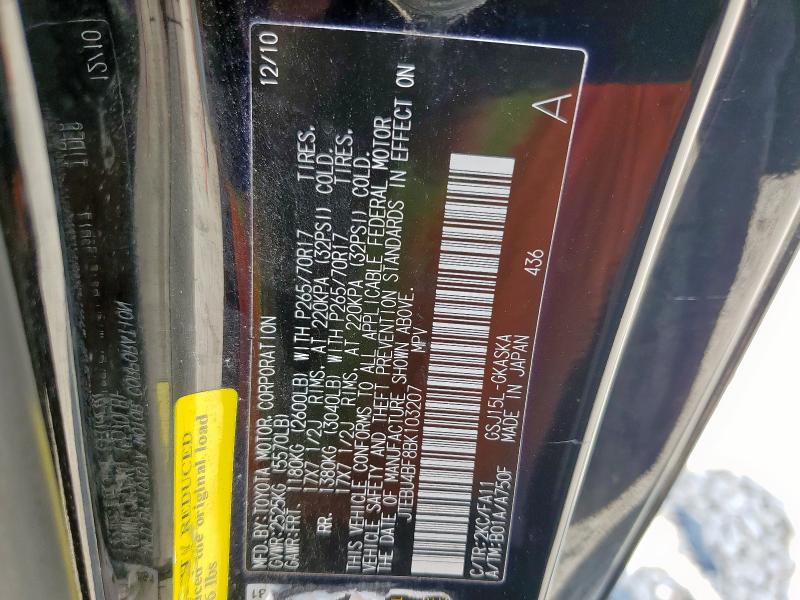 MFD.BY:TOYOTA MOTOR CORPORATION 12/10
GVWR:2525KG (5570LB)
GAWR:FRT. 1180KG (2600LB) WITH P265/70R17 TIRES.
17X7 1/2J RIMS, AT 220KPA (32PSI) COLD.
RR. 1380KG (3040LB) WITH P265/70R17 TIRES.
17X7 1/2J RIMS, AT 220KPA (32PSI) COLD.
THIS VEHICLE CONFORMS TO ALL APPLICABLE FEDERAL MOTOR
VEHICLE SAFETY AND THEFT PREVENTION STANDARDS IN EFFECT ON
THE DATE OF MANUFACTURE SHOWN ABOVE.
JTEBU4BF8BK103207 MPV
C/TR:2KC/FA11 GSJ15L-GKASKA 436
A/TM:B01A/A750F MADE IN JAPAN
A
REDUCED
one original load
lbs